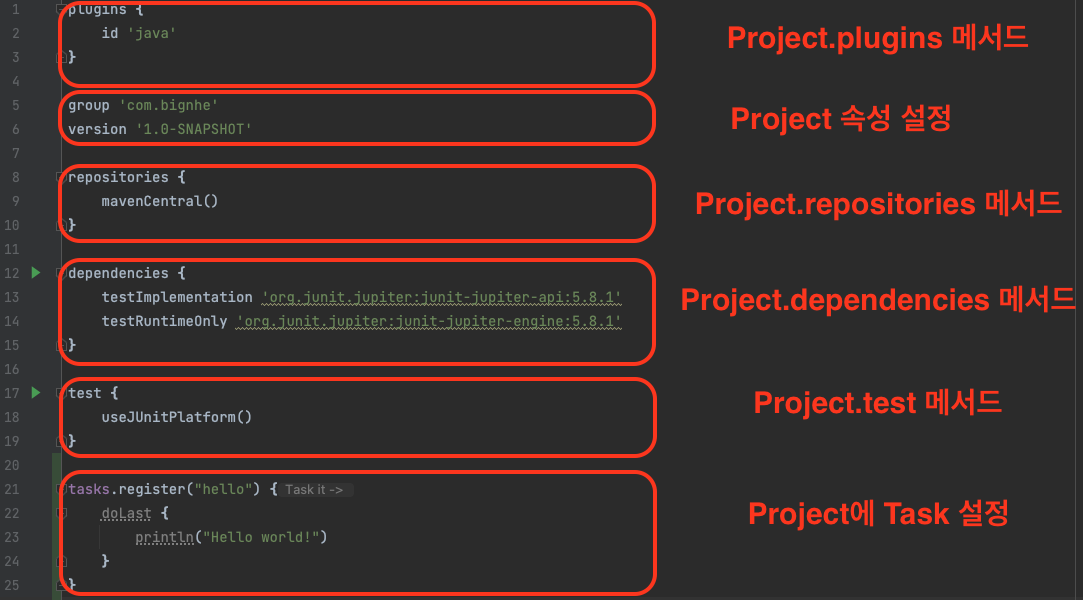 1 plugins {
2 id 'java'
3 }
4
5 group 'com.bignhe'
6 version '1.0-SNAPSHOT'
7
8 repositories {
9 mavenCentral()
10 }
11
12 dependencies {
13 testImplementation 'org.junit.jupiter:junit-jupiter-api:5.8.1'
14 testRuntimeOnly 'org.junit.jupiter:junit-jupiter-engine:5.8.1'
15 }
16
17 test {
18 useJUnitPlatform()
19 }
20
21 tasks.register("hello") { Task it ->
22 doLast {
23 println("Hello world!")
24 }
25 }
Project.plugins 메서드
Project 속성 설정
Project.repositories 메서드
Project.dependencies 메서드
Project.test 메서드
Project에 Task 설정